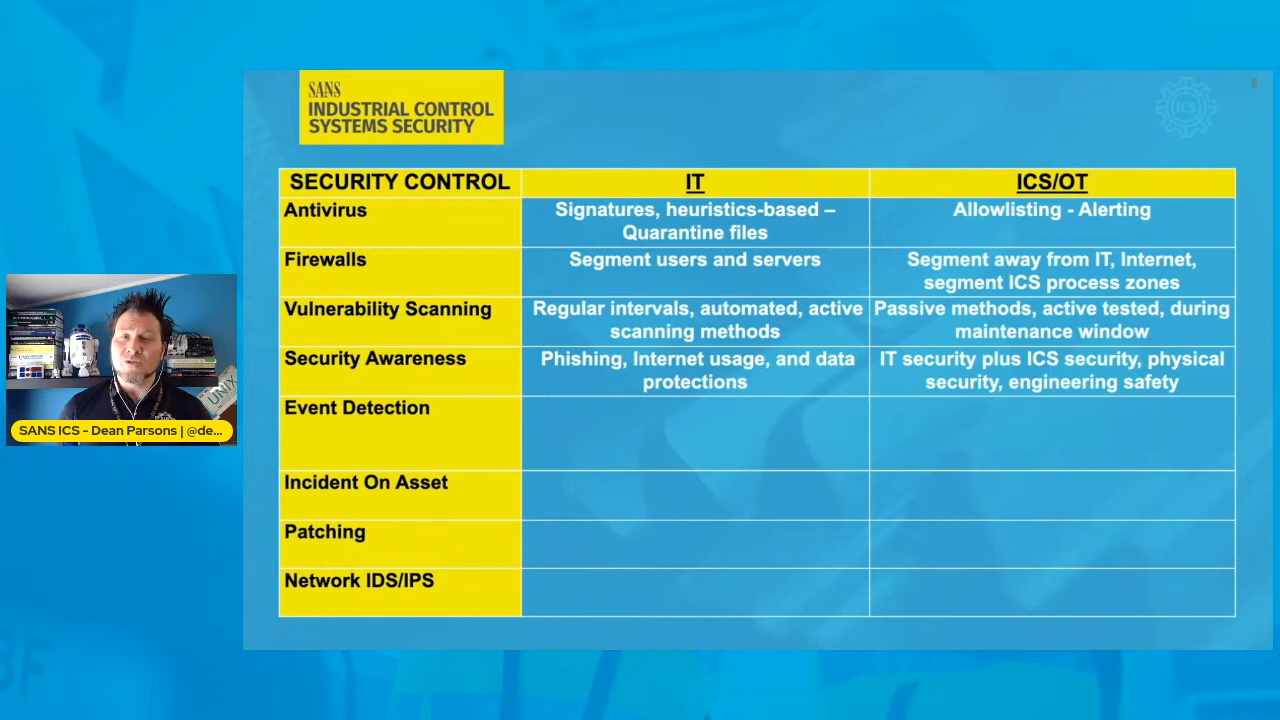 SANS
INDUSTRIAL CONTROL
SYSTEMS SECURITY
ICS
SECURITY CONTROL IT ICS/OT
Antivirus
Signatures, heuristics-based –
Quarantine files
Allowlisting - Alerting
Firewalls
Segment users and servers
Segment away from IT, Internet,
segment ICS process zones
Vulnerability Scanning
Regular intervals, automated, active
scanning methods
Passive methods, active tested, during
maintenance window
Security Awareness
Phishing, Internet usage, and data
protections
IT security plus ICS security, physical
security, engineering safety
Event Detection
Incident On Asset
Patching
Network IDS/IPS
UNIX
SANS ICS - Dean Parsons | @de...